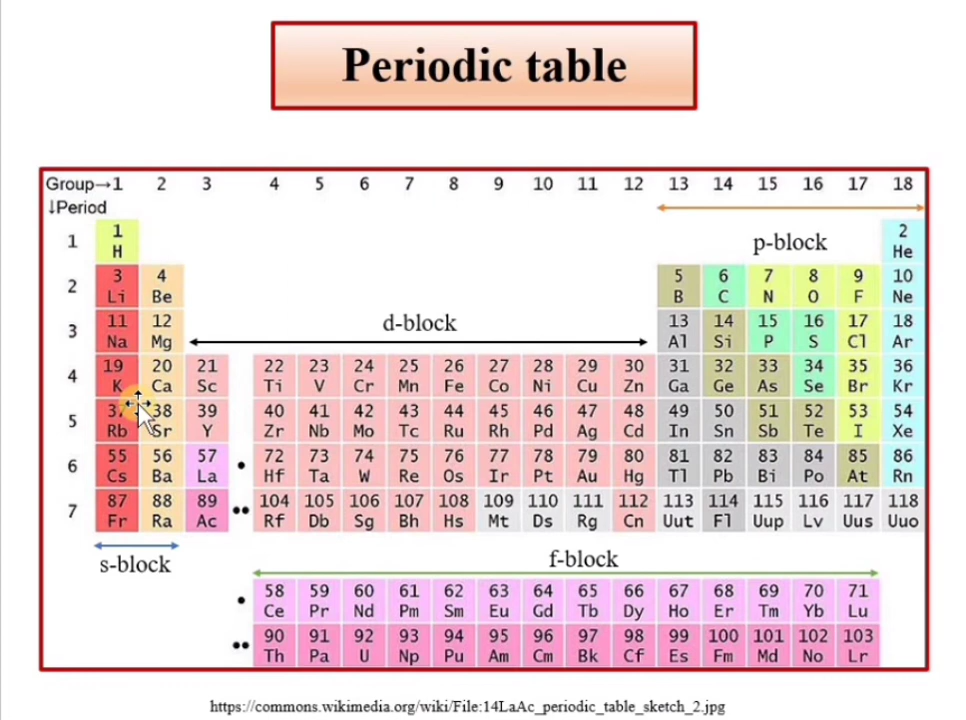 Periodic table
Group→1 2 3 4 5 6 7 8 9 10 11 12 13 14 15 16 17 18
↓Period
p-block
1 1 2
H He
2 3 4 5 6 7 8 9 10
Li Be B C N O F Ne
d-block
3 11 12 13 14 15 16 17 18
Na Mg Al Si P S Cl Ar
4 19 20 21 22 23 24 25 26 27 28 29 30 31 32 33 34 35 36
K Ca Sc Ti V Cr Mn Fe Co Ni Cu Zn Ga Ge As Se Br Kr
5 37 38 39 40 41 42 43 44 45 46 47 48 49 50 51 52 53 54
Rb Sr Y Zr Nb Mo Tc Ru Rh Pd Ag Cd In Sn Sb Te I Xe
6 55 56 57 72 73 74 75 76 77 78 79 80 81 82 83 84 85 86
Cs Ba La Hf Ta W Re Os Ir Pt Au Hg Tl Pb Bi Po At Rn
7 87 88 89 104 105 106 107 108 109 110 111 112 113 114 115 116 117 118
Fr Ra Ac Rf Db Sg Bh Hs Mt Ds Rg Cn Uut Fl Uup Lv Uus Uuo
s-block
f-block
58 59 60 61 62 63 64 65 66 67 68 69 70 71
Ce Pr Nd Pm Sm Eu Gd Tb Dy Ho Er Tm Yb Lu
90 91 92 93 94 95 96 97 98 99 100 101 102 103
Th Pa U Np Pu Am Cm Bk Cf Es Fm Md No Lr
https://commons.wikimedia.org/wiki/File:14LaAc_periodic_table_sketch_2.jpg